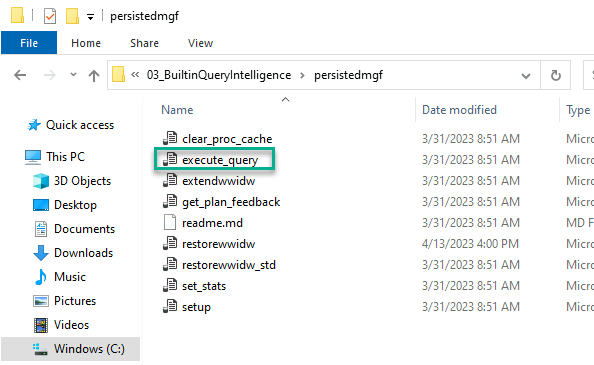 persistedmgf
File Home Share View
« 03_BuiltinQueryIntelligence > persistedmgf
Name Date modified Type
Quick access
This PC
3D Objects
Desktop
Documents
Downloads
Music
Pictures
Videos
Windows (C:)
clear_proc_cache 3/31/2023 8:51 AM Micro
execute_query 3/31/2023 8:51 AM Micro
extendwwidw 3/31/2023 8:51 AM Micro
get_plan_feedback 3/31/2023 8:51 AM Micro
readme.md 3/31/2023 8:51 AM MD F
restorewwidw 4/13/2023 4:00 PM Micro
restorewwidw_std 3/31/2023 8:51 AM Micro
set_stats 3/31/2023 8:51 AM Micro
setup 3/31/2023 8:51 AM Micro